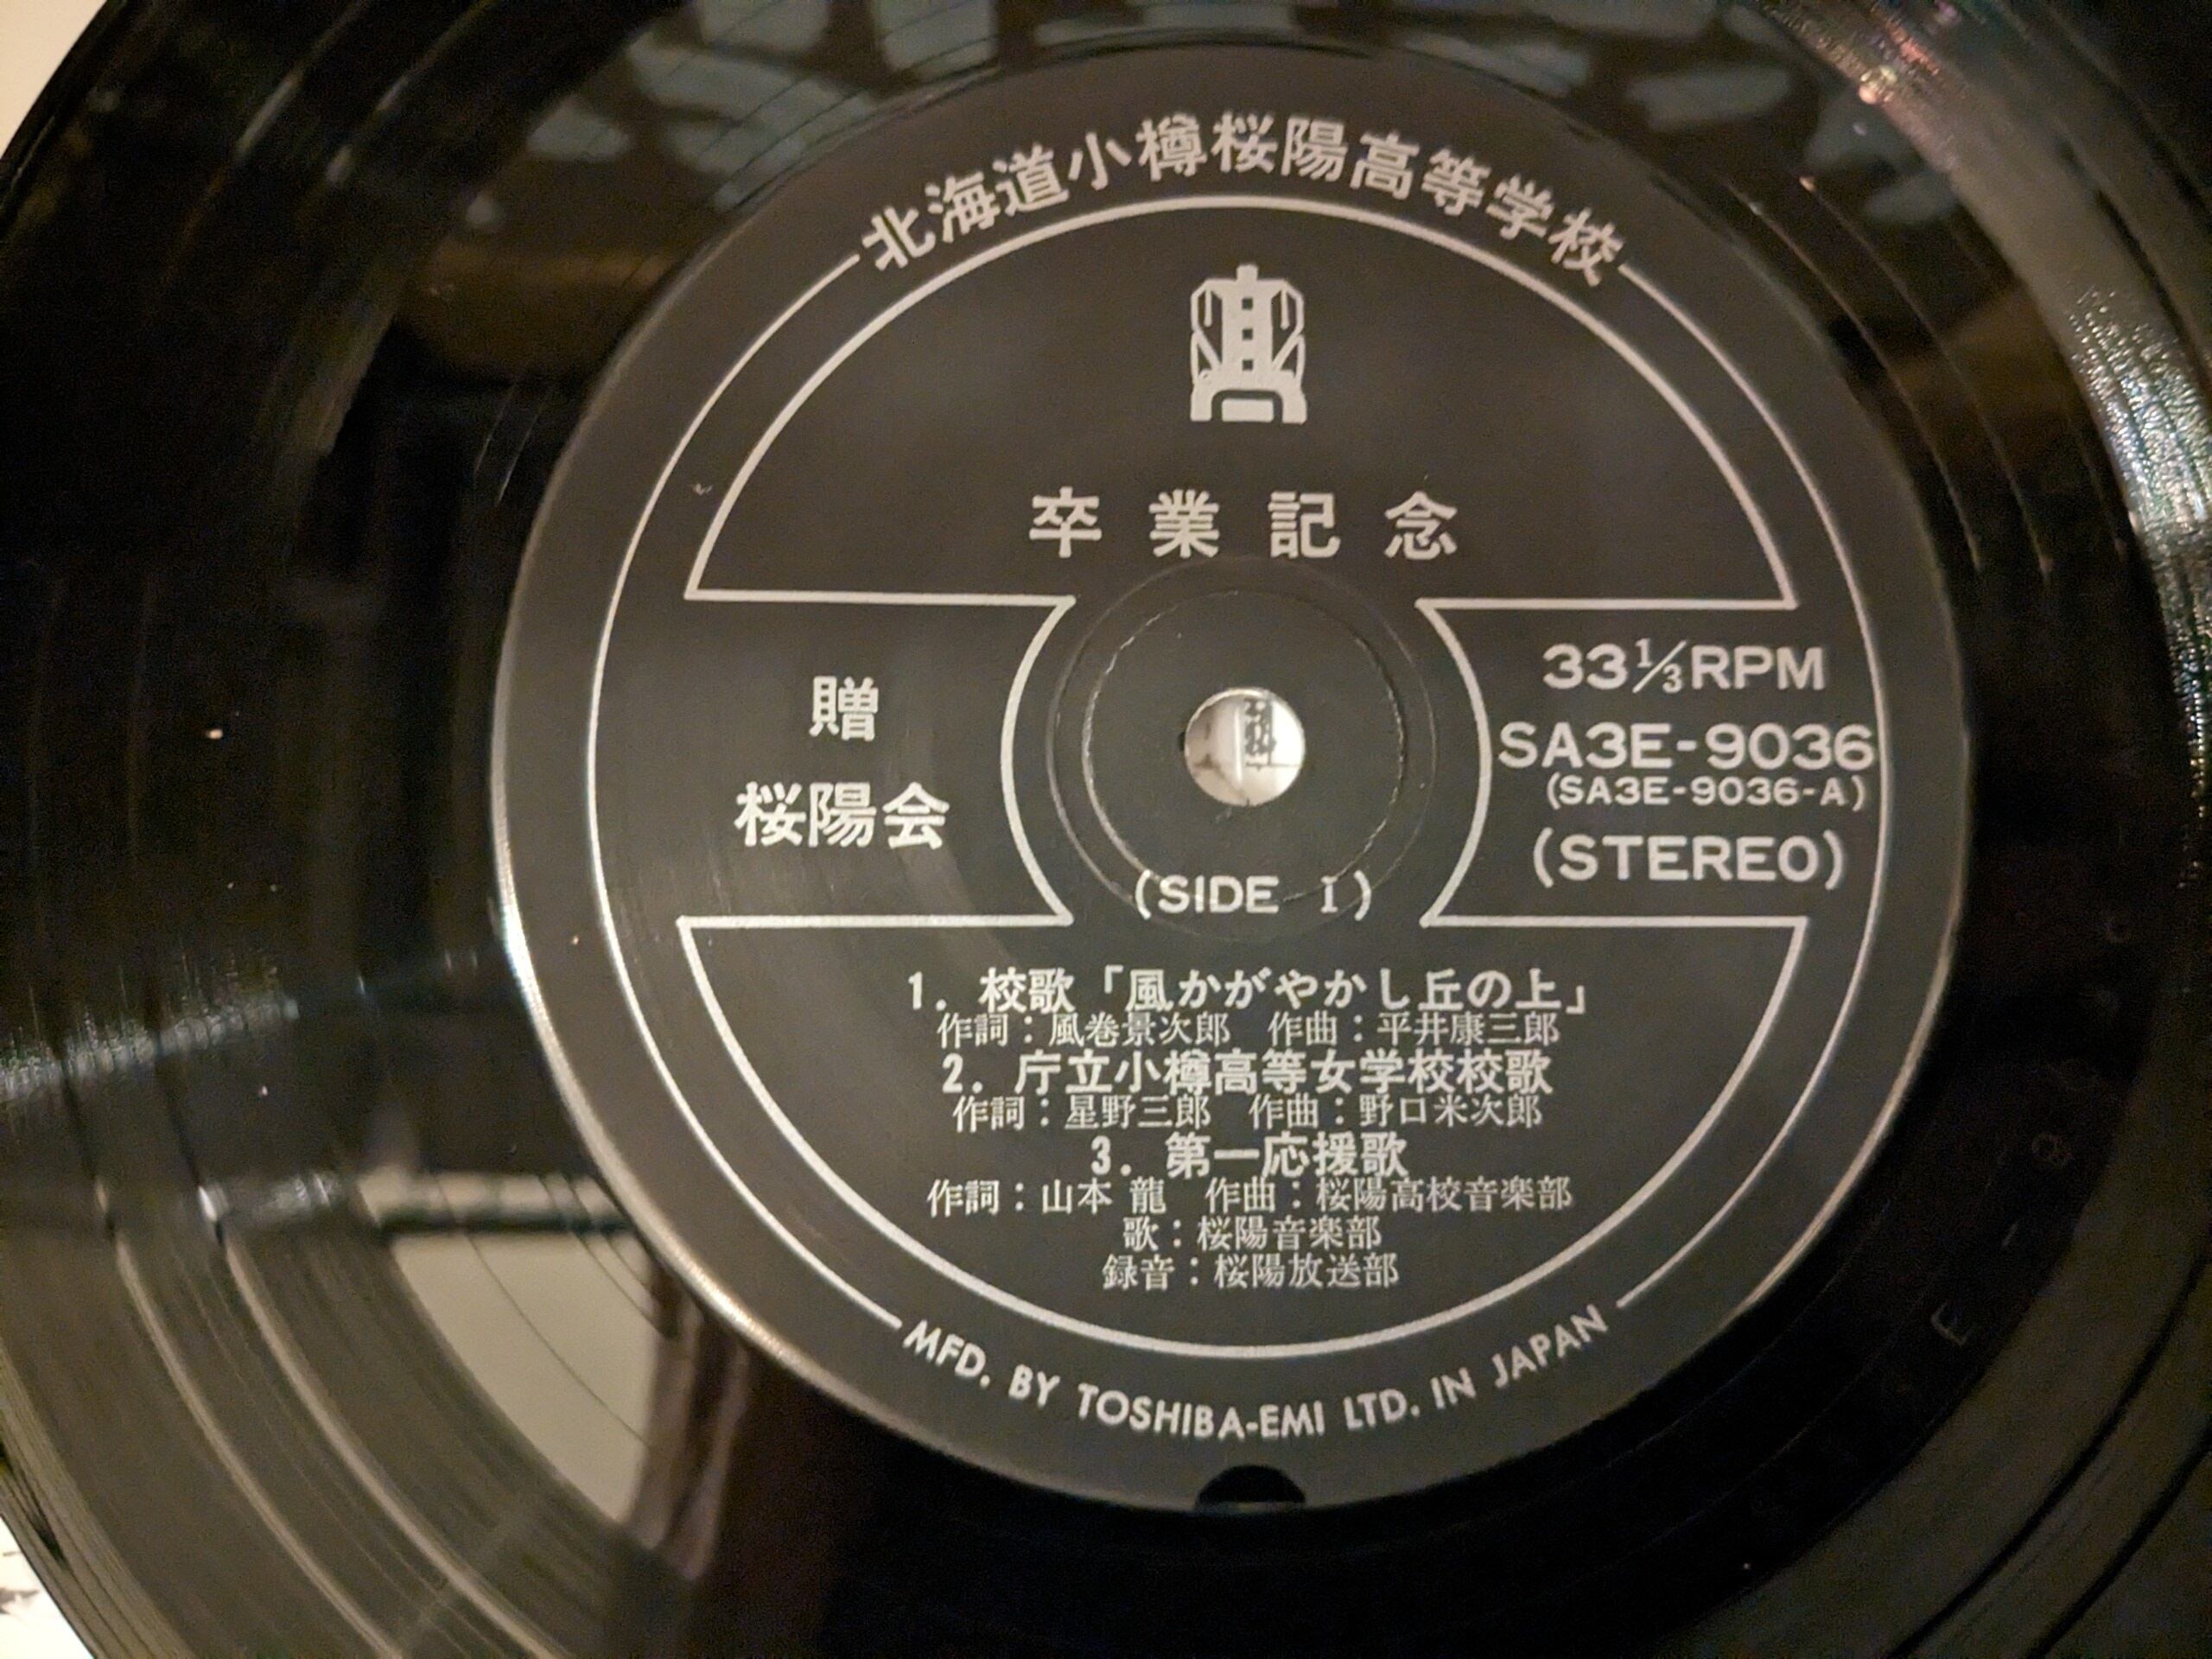 北海道小樽桜陽高等学校
卒業記念
贈
桜陽会
33⅓RPM
SA3E-9036
(SA3E-9036-A)
(STEREO)
(SIDE I)
1. 校歌「風かがやかし丘の上」
作詞：風巻景次郎 作曲：平井康三郎
2. 庁立小樽高等女学校校歌
作詞：星野三郎 作曲：野口米次郎
3. 第一応援歌
作詞：山本 龍 作曲：桜陽高校音楽部
歌：桜陽音楽部
録音：桜陽放送部
MFD. BY TOSHIBA-EMI LTD. IN JAPAN